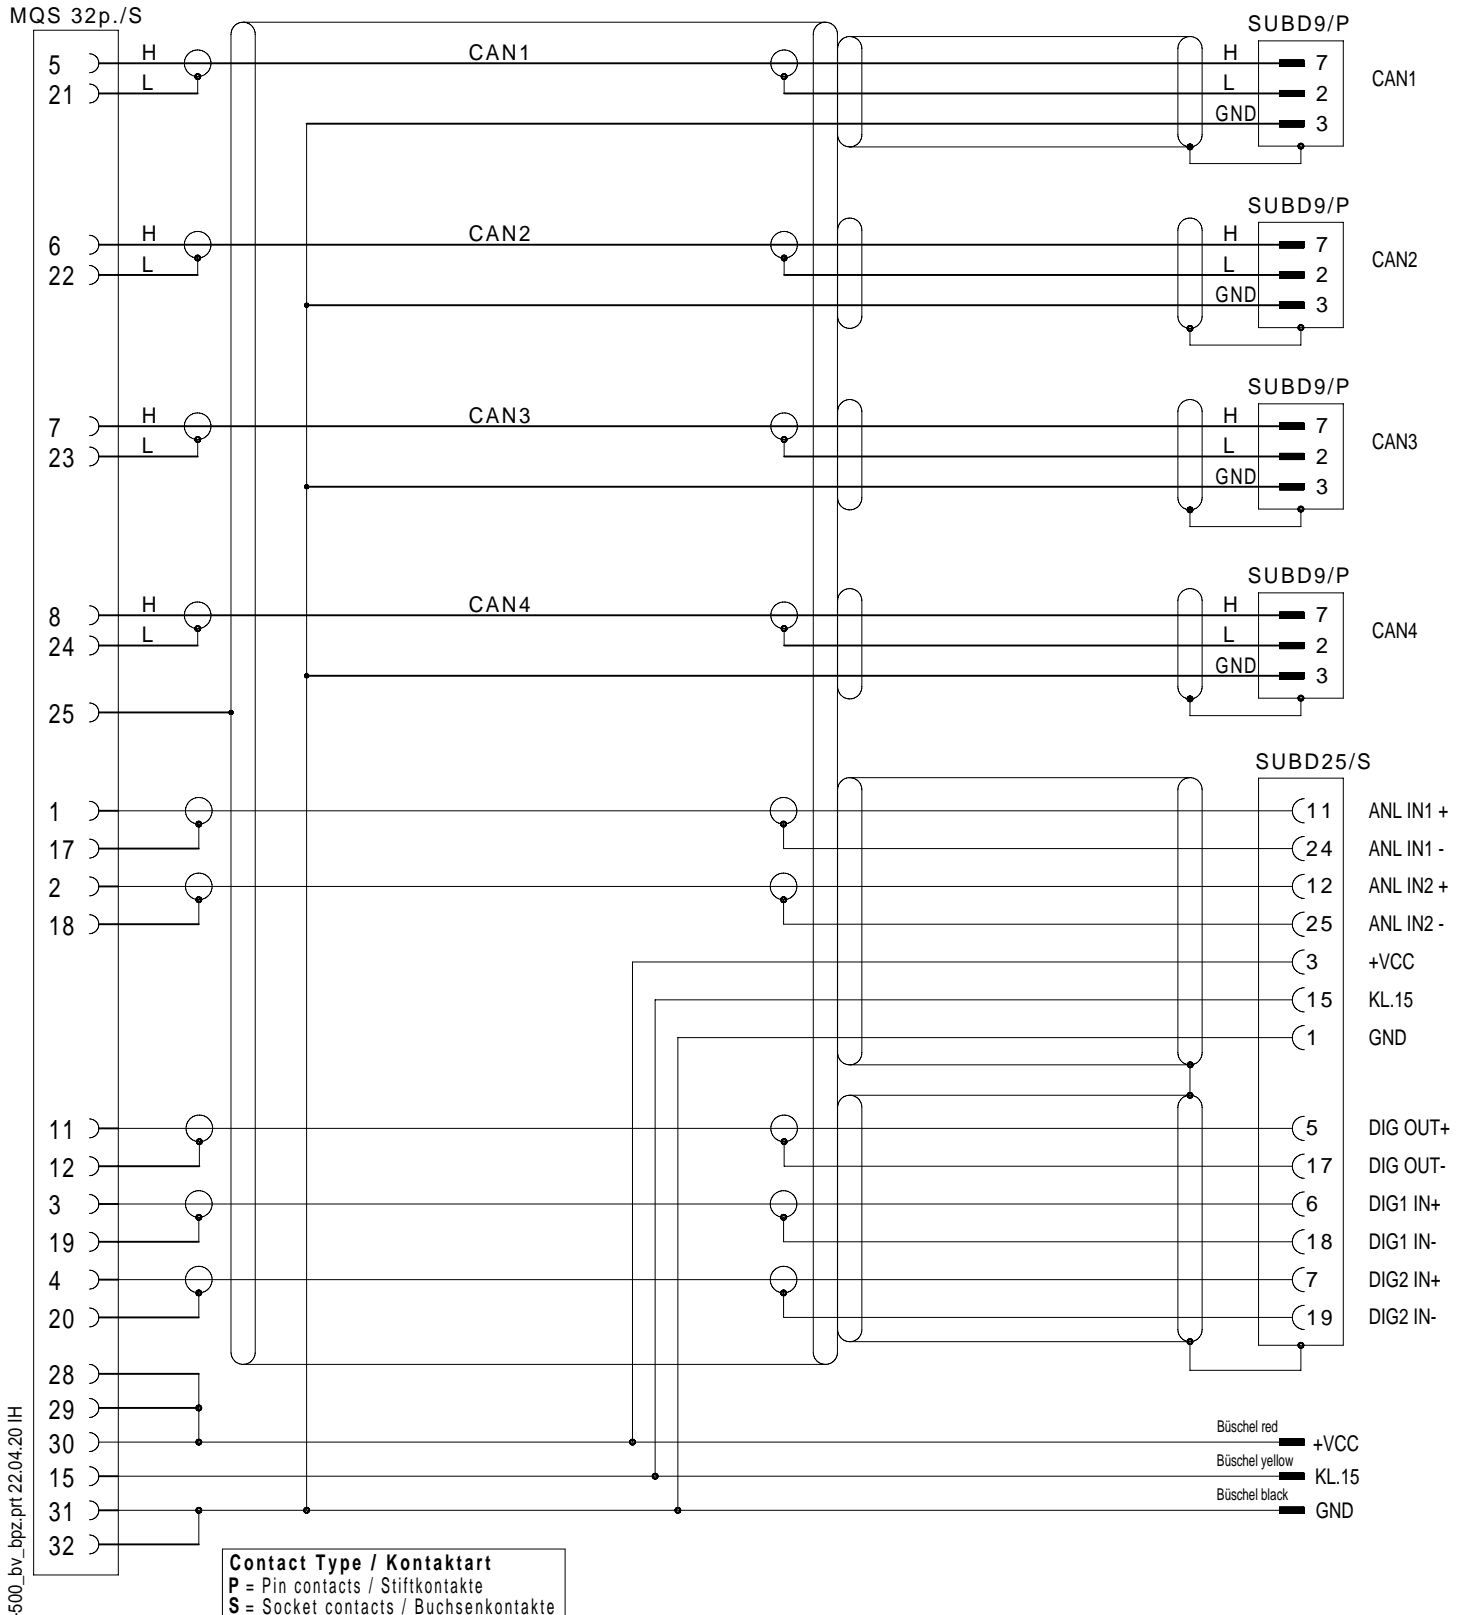 MQS 32p./S
SUBD9/P
5 H CAN1 H 7 CAN1
21 L L 2
GND 3
SUBD9/P
6 H CAN2 H 7 CAN2
22 L L 2
GND 3
SUBD9/P
7 H CAN3 H 7 CAN3
23 L L 2
GND 3
SUBD9/P
8 H CAN4 H 7 CAN4
24 L L 2
GND 3
25
SUBD25/S
1 11 ANL IN1 +
17 24 ANL IN1 -
2 12 ANL IN2 +
18 25 ANL IN2 -
3 +VCC
15 KL.15
1 GND
11 5 DIG OUT+
12 17 DIG OUT-
3 6 DIG1 IN+
19 18 DIG1 IN-
4 7 DIG2 IN+
20 19 DIG2 IN-
28
29
30 Büschel red +VCC
15 Büschel yellow KL.15
31 Büschel black GND
32
Contact Type / Kontaktart
P = Pin contacts / Stiftkontakte
S = Socket contacts / Buchsenkontakte
500_bv_bpz.prt 22.04.20 IH